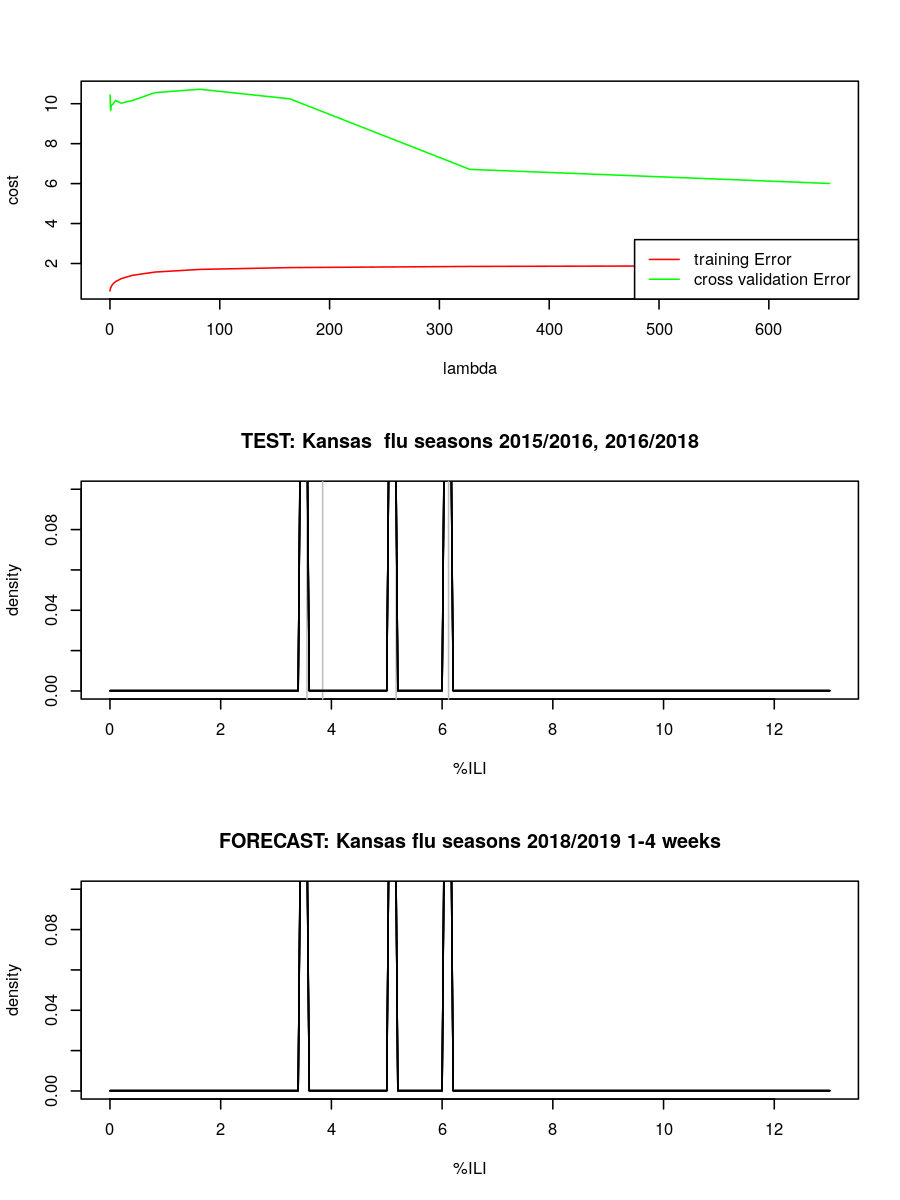 10
8
6
4
2
cost
training Error
cross validation Error
0 100 200 300 400 500 600
lambda
TEST: Kansas  flu seasons 2015/2016, 2016/2018
0.08
0.04
0.00
density
0 2 4 6 8 10 12
%ILI
FORECAST: Kansas flu seasons 2018/2019 1-4 weeks
0.08
0.04
0.00
density
0 2 4 6 8 10 12
%ILI